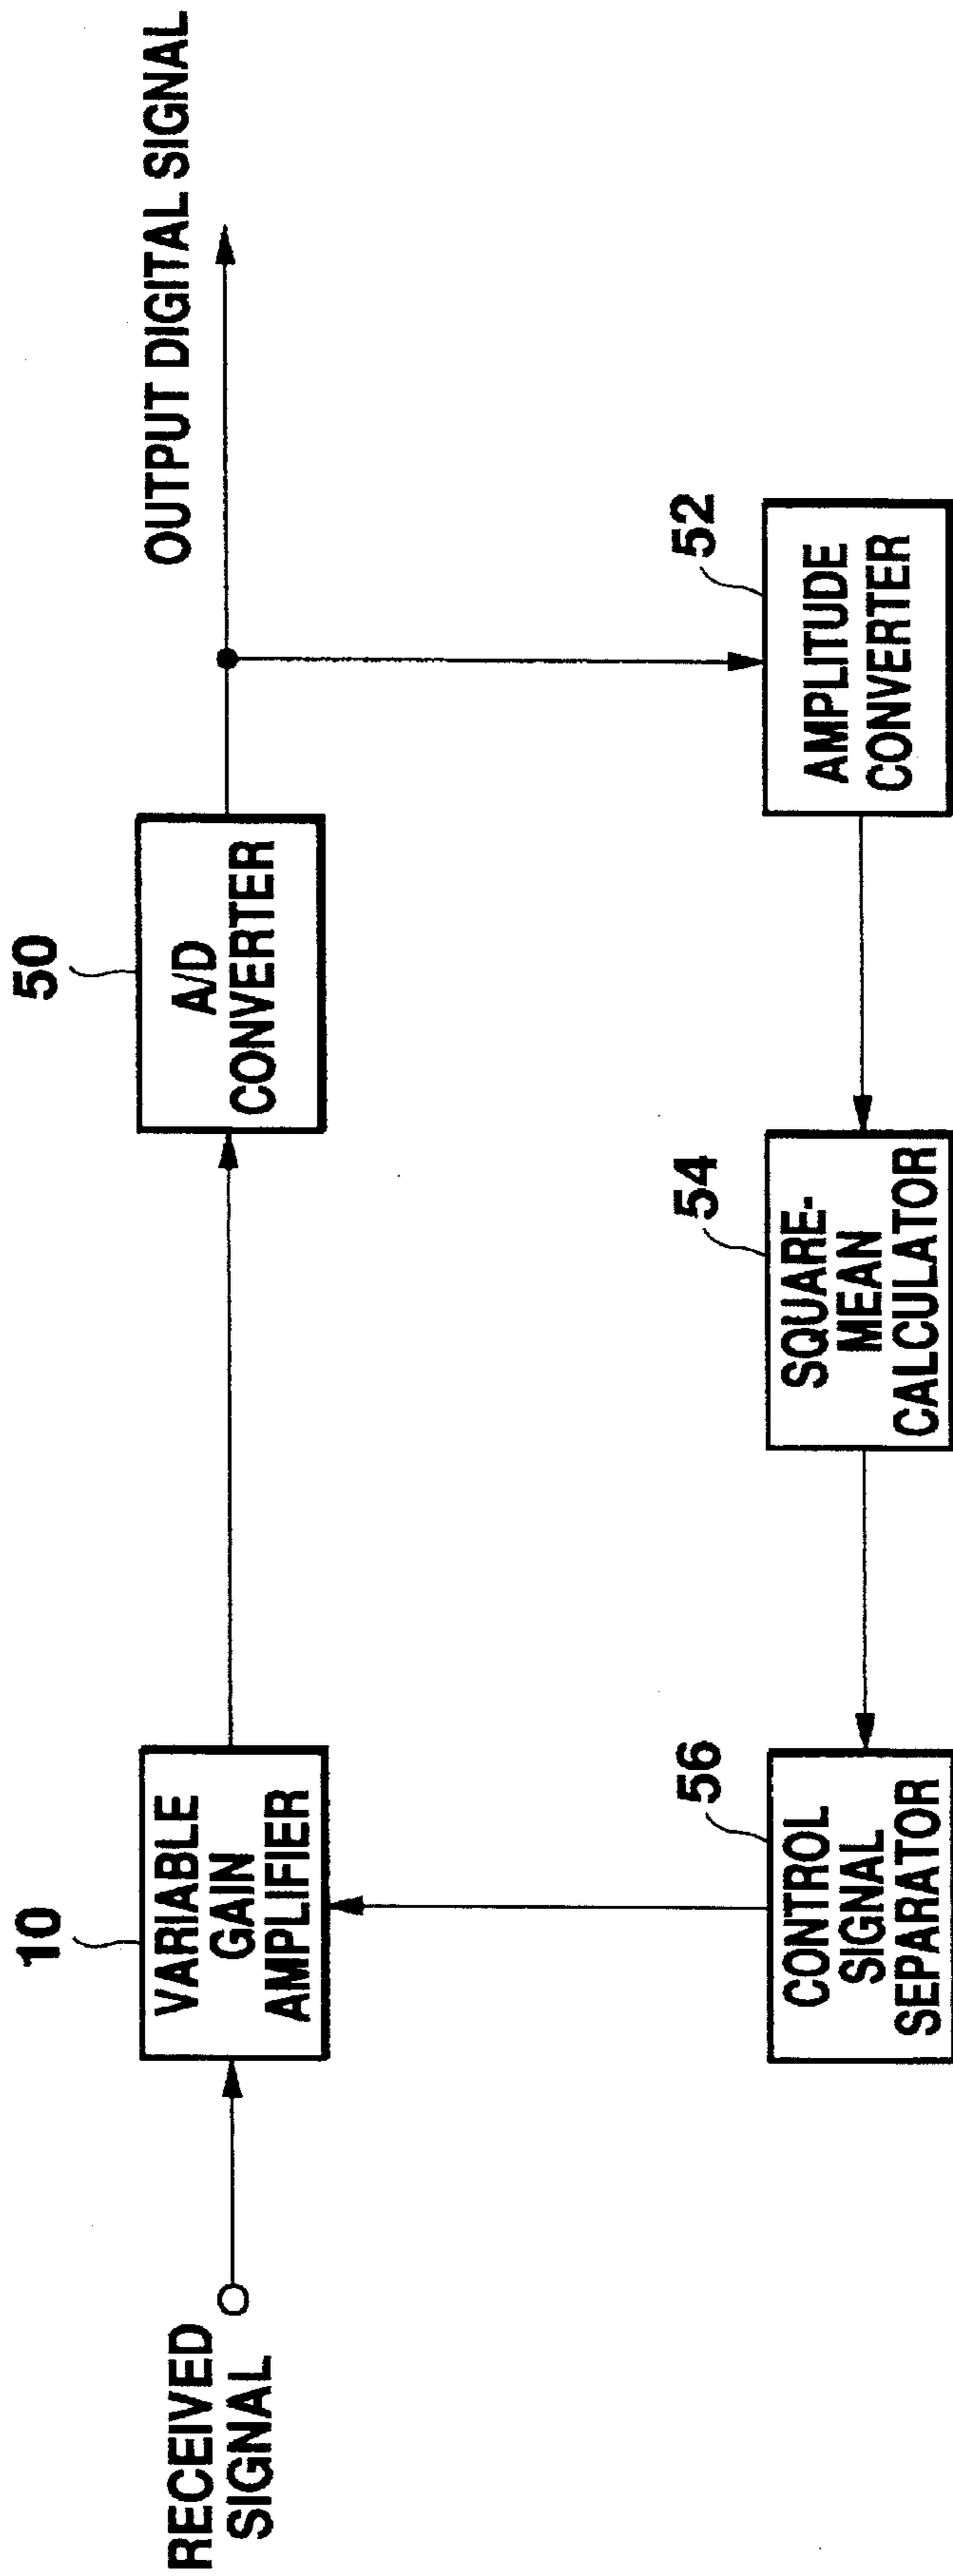 OUTPUT DIGITAL SIGNAL
50
A/D
CONVERTER
10
VARIABLE
GAIN
AMPLIFIER
RECEIVED
SIGNAL
52
AMPLITUDE
CONVERTER
54
SQUARE-
MEAN
CALCULATOR
56
CONTROL
SIGNAL
SEPARATOR